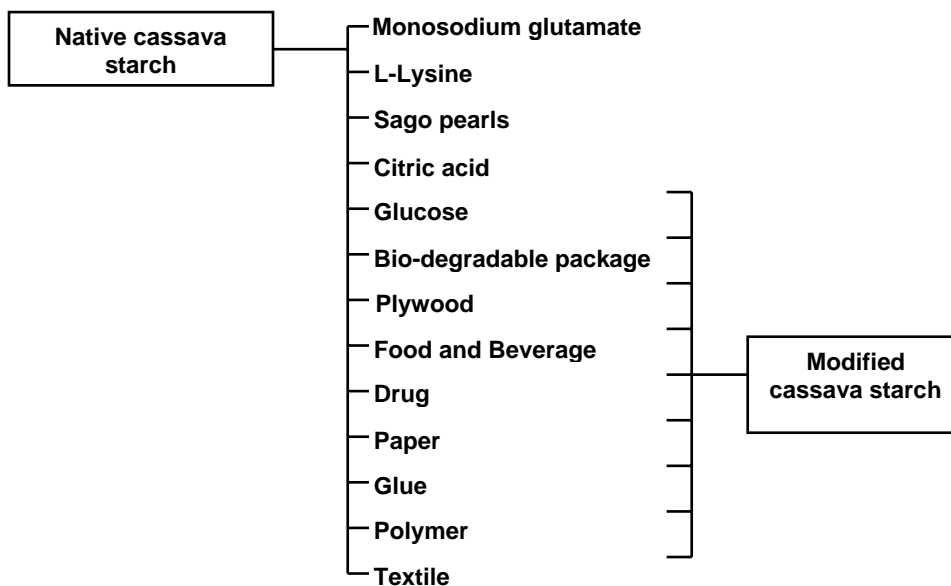 Native cassava
starch
Monosodium glutamate
L-Lysine
Sago pearls
Citric acid
Glucose
Bio-degradable package
Plywood
Food and Beverage
Drug
Paper
Glue
Polymer
Textile
Modified
cassava starch